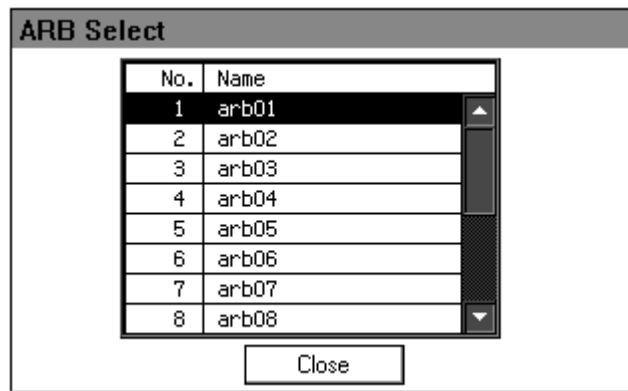 ARB Select
No. Name
1 arb01
2 arb02
3 arb03
4 arb04
5 arb05
6 arb06
7 arb07
8 arb08
Close